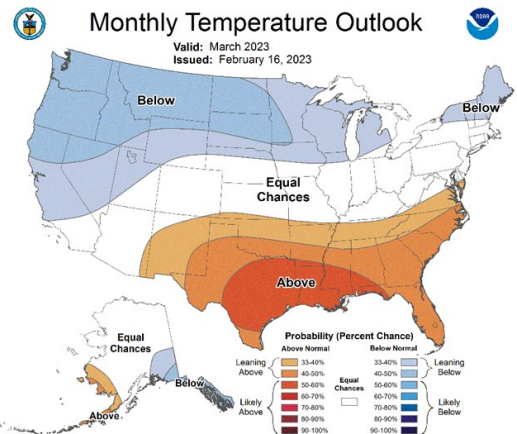 Monthly Temperature Outlook
NOAA
Valid: March 2023
Issued: February 16, 2023
Below
Below
Equal
Chances
Above
Equal
Chances
Below
Above
Probability (Percent Chance)
Above Normal
Below Normal
Leaning
Above
33-40%
40-50%
50-60%
Likely
Above
60-70%
70-80%
80-90%
90-100%
Equal
Chances
33-40%
40-50%
Leaning
Below
50-60%
60-70%
70-80%
80-90%
90-100%
Likely
Below